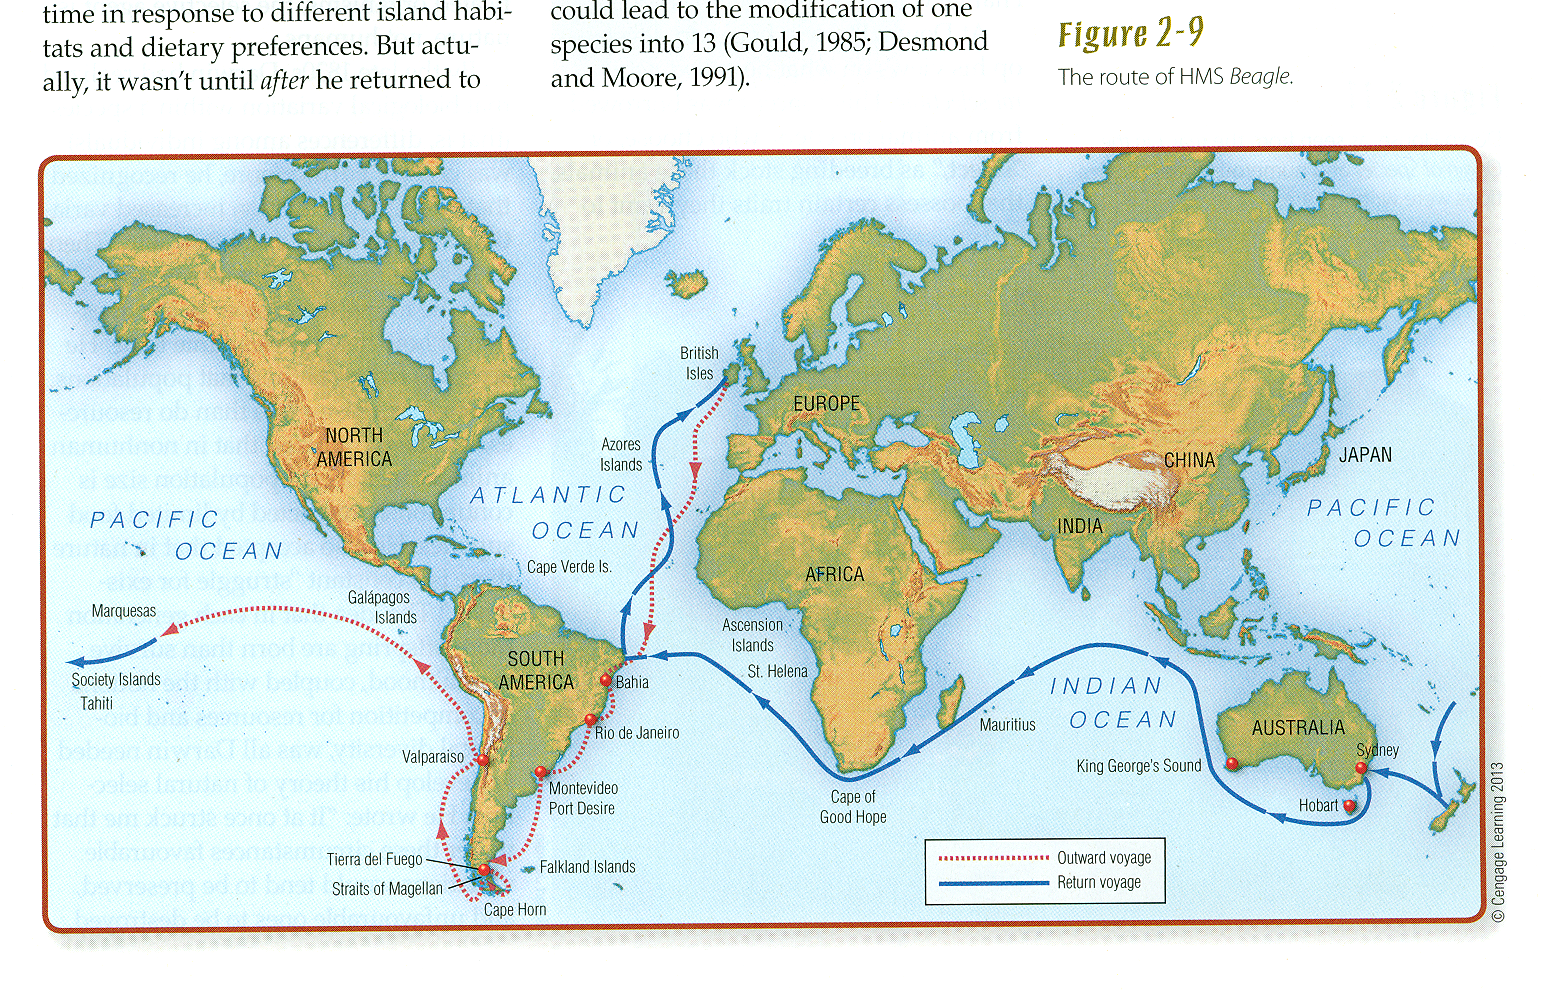 time in response to different island habi-
tats and dietary preferences. But actu-
ally, it wasn't until after he returned to
could lead to the modification of one
species into 13 (Gould, 1985; Desmond
and Moore, 1991).
Figure 2-9
The route of HMS Beagle.
British
Isles
EUROPE
NORTH
AMERICA
Azores
Islands
CHINA
JAPAN
ATLANTIC
OCEAN
PACIFIC
OCEAN
INDIA
PACIFIC
OCEAN
Cape Verde Is.
AFRICA
Galápagos
Islands
Marquesas
Ascension
Islands
SOUTH
AMERICA
St. Helena
Society Islands
Tahiti
Bahia
INDIAN
OCEAN
Mauritius
AUSTRALIA
Rio de Janeiro
Sydney
Valparaiso
King George's Sound
Montevideo
Port Desire
Hobart
Cape of
Good Hope
Tierra del Fuego
Falkland Islands
Straits of Magellan
Cape Horn
Outward voyage
Return voyage
© Cengage Learning 2013